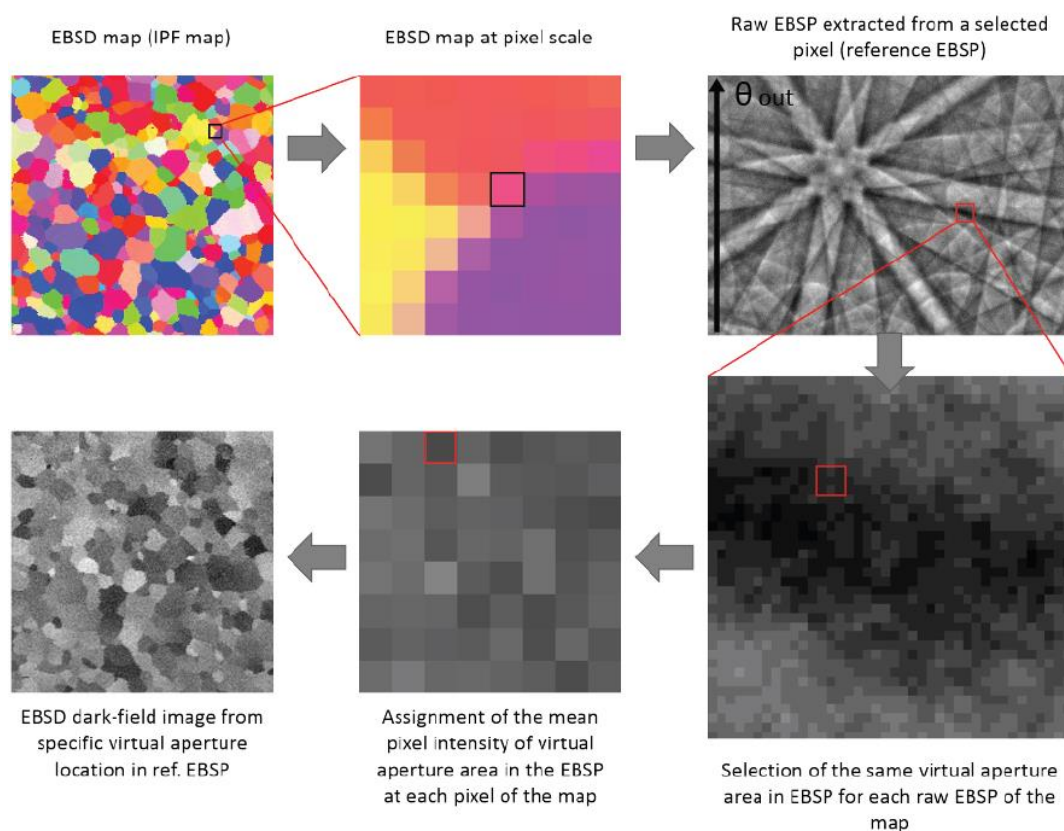 EBSD map (IPF map)
EBSD map at pixel scale
Raw EBSP extracted from a selected
pixel (reference EBSP)
θ out
EBSD dark-field image from
specific virtual aperture
location in ref. EBSP
Assignment of the mean
pixel intensity of virtual
aperture area in the EBSP
at each pixel of the map
Selection of the same virtual aperture
area in EBSP for each raw EBSP of the
map